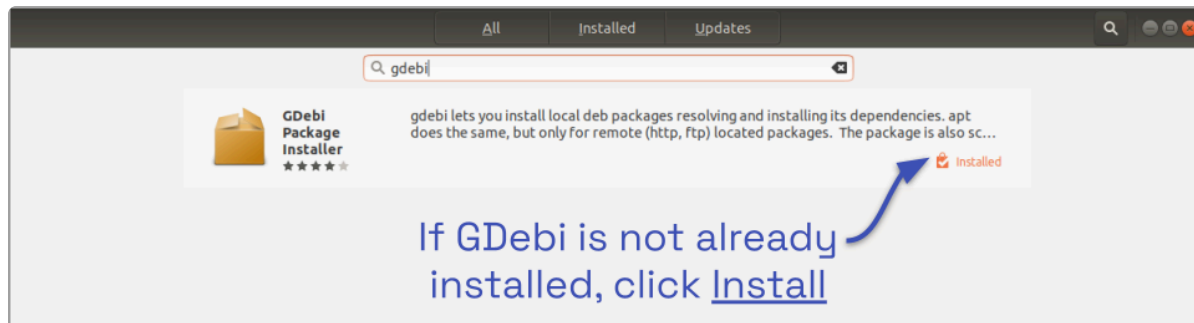 All Installed Updates
gdebi
GDebi
Package
Installer
gdebi lets you install local deb packages resolving and installing its dependencies. apt
does the same, but only for remote (http, ftp) located packages. The package is also sc...
Installed
If GDebi is not already
installed, click Install